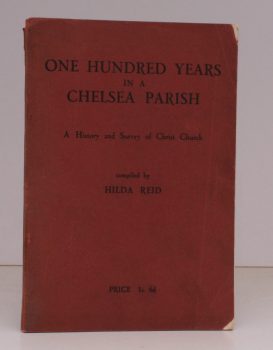 ONE HUNDRED YEARS
IN A
CHELSEA PARISH
A History and Survey of Christ Church
compiled by
HILDA REID
PRICE 1s. 6d